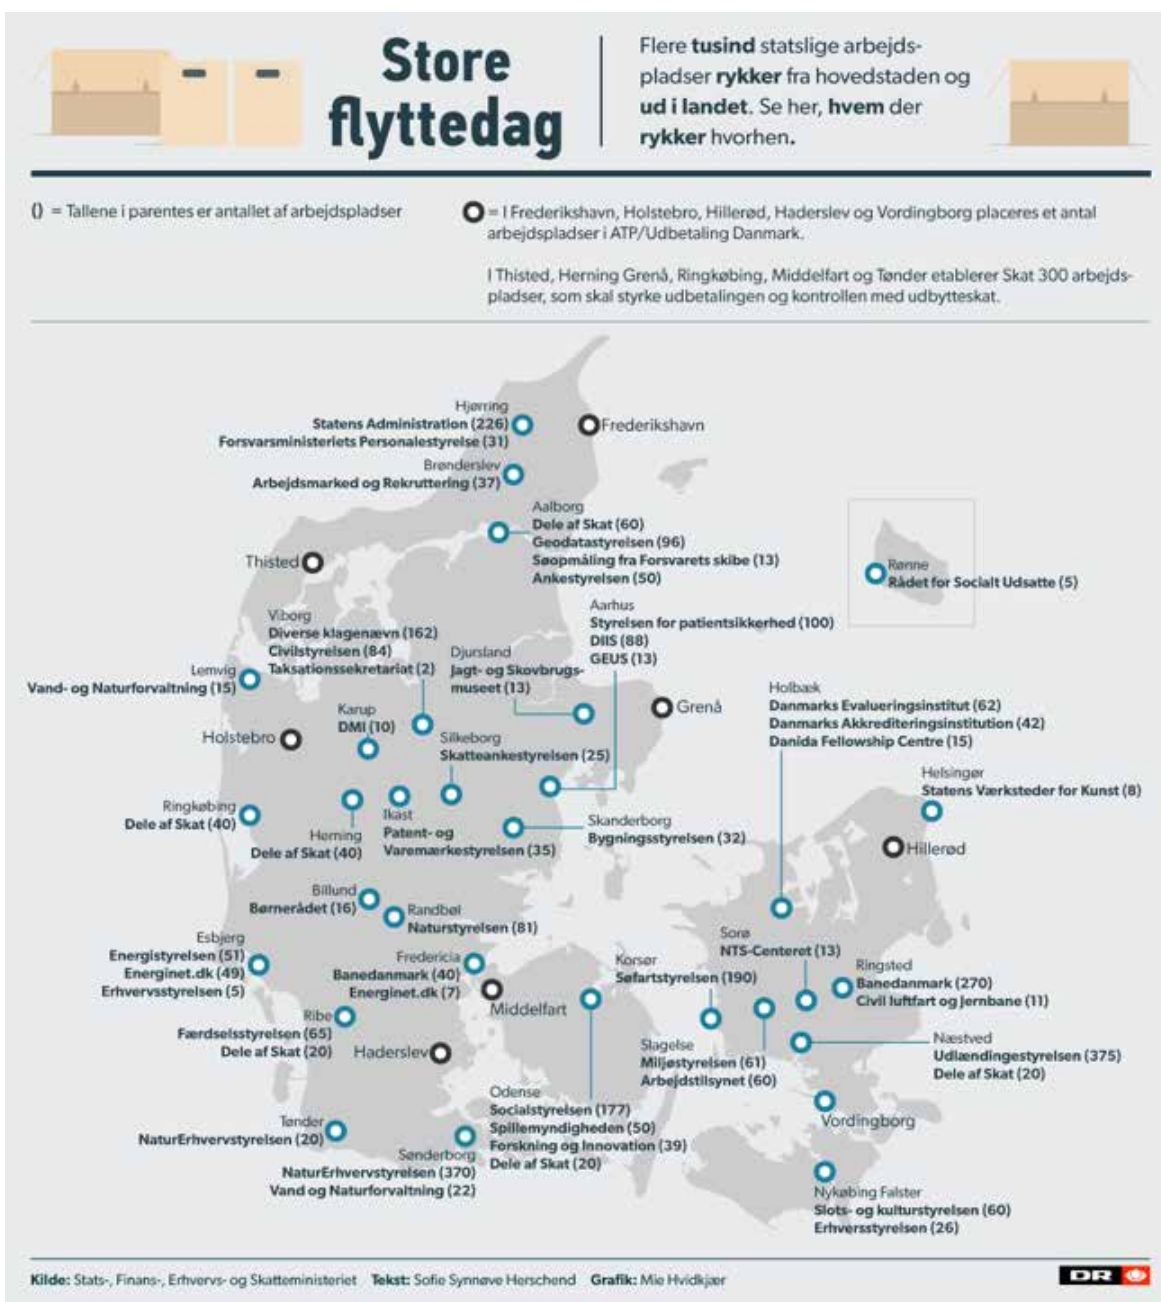 Store
flyttedag
Flere tusind statslige arbejds-
pladser rykker fra hovedstaden og
ud i landet. Se her, hvem der
rykker hvorhen.
() = Tallene i parentes er antallet af arbejdspladser
= I Frederikshavn, Holstebro, Hillerød, Haderslev og Vordingborg placeres et antal
arbejdspladser i ATP/Udbetaling Danmark.
I Thisted, Herning Grenå, Ringkøbing, Middelfart og Tønder etablerer Skat 300 arbejds-
pladser, som skal styrke udbetalingen og kontrollen med udbytteskat.
Hjørring
Statens Administration (226)
Forsvarsministeriets Personalestyrelse (31)
Frederikshavn
Brønderslev
Arbejdsmarked og Rekruttering (37)
Aalborg
Dele af Skat (60)
Geodatastyrelsen (96)
Søopmåling fra Forsvarets skibe (13)
Ankestyrelsen (50)
Thisted
Rønne
Rådet for Socialt Udsatte (5)
Aarhus
Styrelsen for patientsikkerhed (100)
DIIS (88)
GEUS (13)
Viborg
Diverse klagenævn (162)
Civilstyrelsen (84)
Taksationssekretariat (2)
Djursland
Jagt- og Skovbrugs-
museet (13)
Lemvig
Vand- og Naturforvaltning (15)
Grenå
Karup
DMI (10)
Holstebro
Silkeborg
Skatteankestyrelsen (25)
Holbæk
Danmarks Evalueringsinstitut (62)
Danmarks Akkrediteringsinstitution (42)
Danida Fellowship Centre (15)
Helsingør
Statens Værksteder for Kunst (8)
Hillerød
Ringkøbing
Dele af Skat (40)
Herning
Dele af Skat (40)
Ikast
Patent- og
Varemærkestyrelsen (35)
Skanderborg
Bygningsstyrelsen (32)
Billund
Børnerådet (16)
Randbøl
Naturstyrelsen (81)
Esbjerg
Energistyrelsen (51)
Energinet.dk (49)
Erhvervsstyrelsen (5)
Fredericia
Banedanmark (40)
Energinet.dk (7)
Middelfart
Korsør
Søfartstyrelsen (190)
Sorø
NTS-Centeret (13)
Ringsted
Banedanmark (270)
Civil luftfart og Jernbane (11)
Ribe
Færdselsstyrelsen (65)
Dele af Skat (20)
Haderslev
Slagelse
Miljøstyrelsen (61)
Arbejdstilsynet (60)
Næstved
Udlændingestyrelsen (375)
Dele af Skat (20)
Odense
Socialstyrelsen (177)
Spillemyndigheden (50)
Forskning og Innovation (39)
Dele af Skat (20)
Vordingborg
Tønder
NaturErhvervstyrelsen (20)
Sønderborg
NaturErhvervstyrelsen (370)
Vand og Naturforvaltning (22)
Nykøbing Falster
Slots- og kulturstyrelsen (60)
Erhversstyrelsen (26)
Kilde: Stats-, Finans-, Erhvervs- og Skatteministeriet Tekst: Sofie Synnøve Herschend Grafik: Mie Hvidkjær
DR